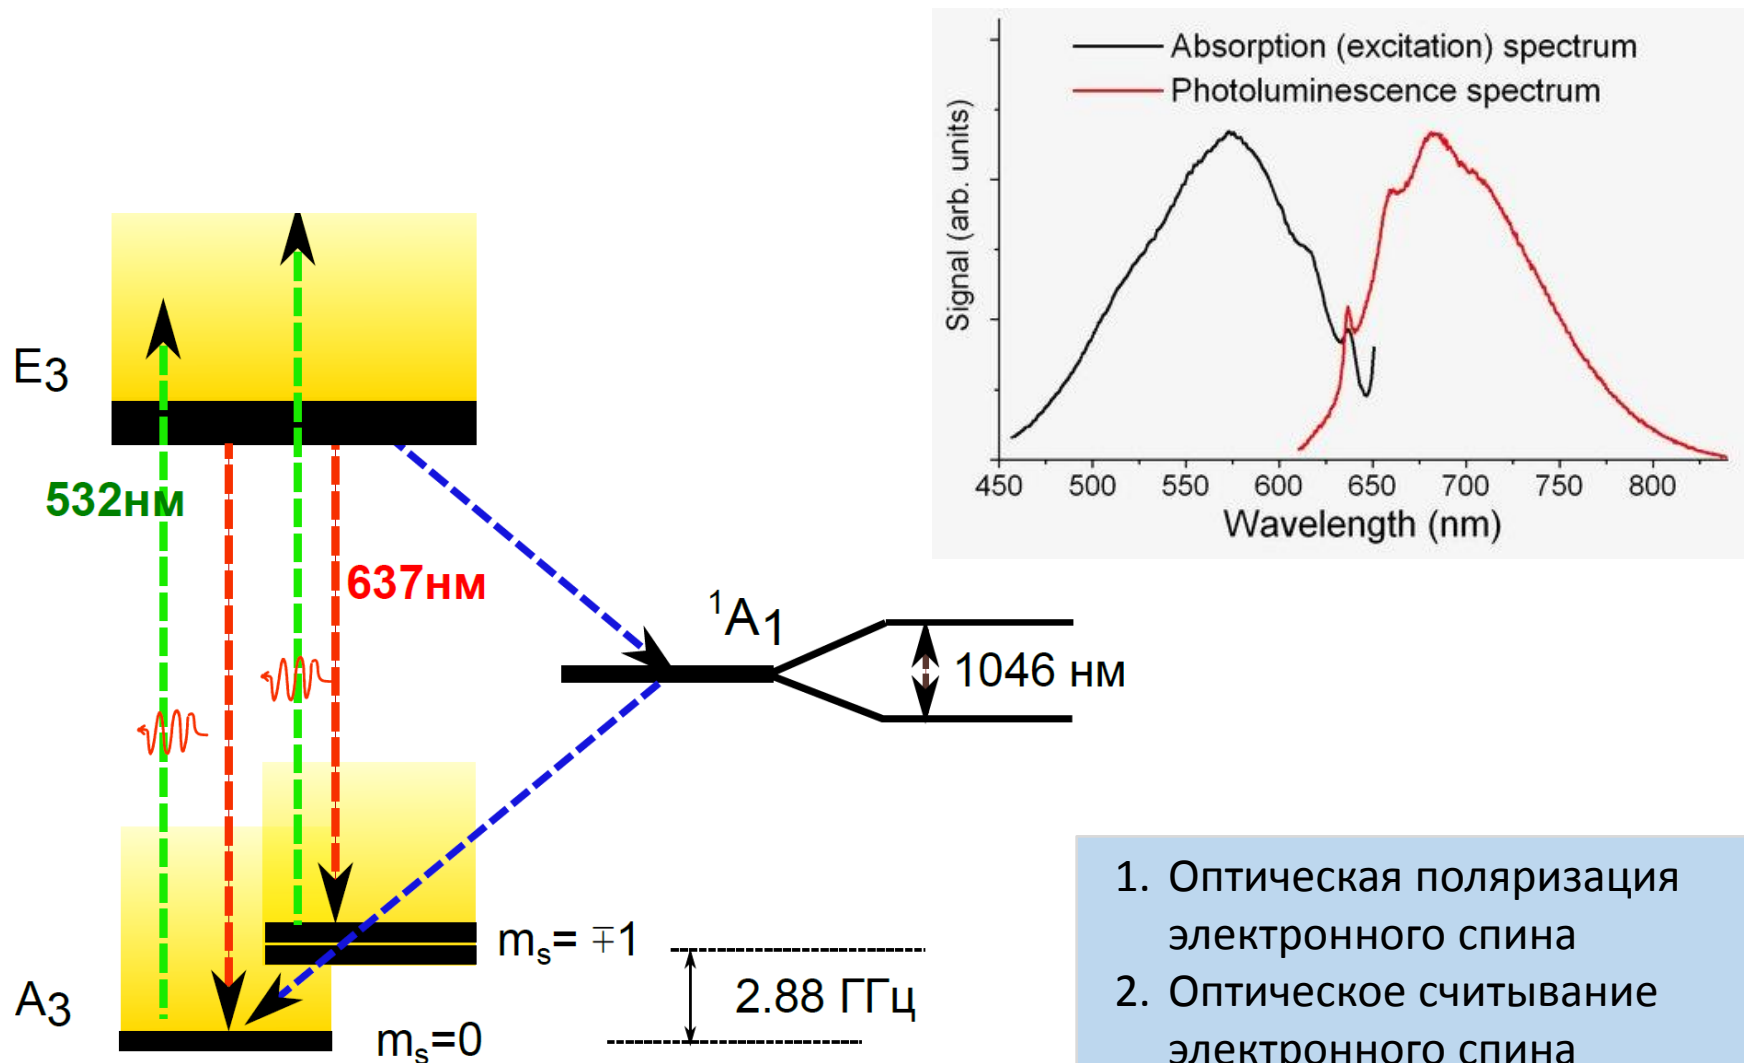 Absorption (excitation) spectrum
Photoluminescence spectrum
Signal (arb. units)
450 500 550 600 650 700 750 800
Wavelength (nm)
E3
532нм
637нм
¹A1
1046 нм
ms= ∓1
2.88 ГГц
A3
ms=0
1. Оптическая поляризация
электронного спина
2. Оптическое считывание
электронного спина